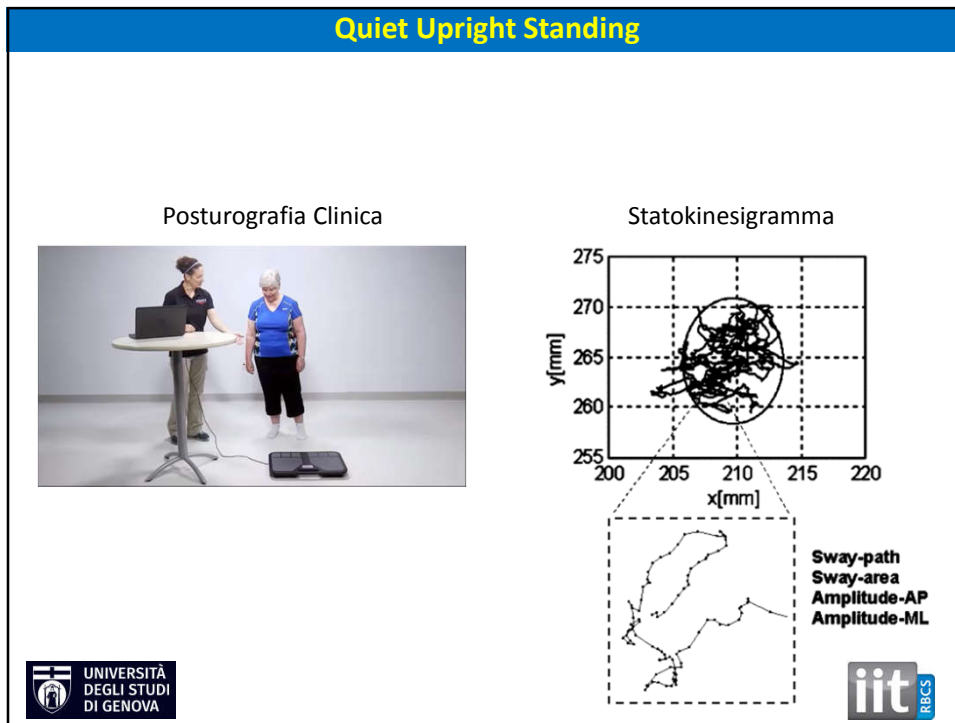 Quiet Upright Standing
Posturografia Clinica
Statokinesigramma
275
270
265
260
255
y[mm]
200 205 210 215 220
x[mm]
Sway-path
Sway-area
Amplitude-AP
Amplitude-ML
UNIVERSITÀ
DEGLI STUDI
DI GENOVA
iit
RBCS